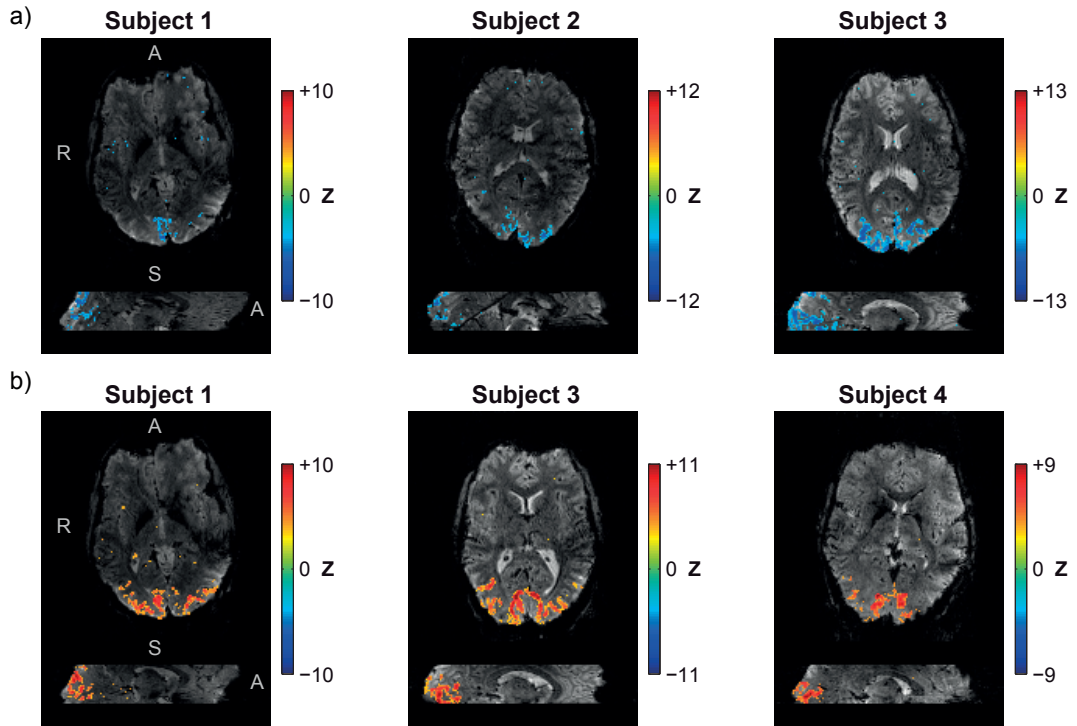 a)
Subject 1
Subject 2
Subject 3
A
R
S
A
+10
0 Z
−10
+12
0 Z
−12
+13
0 Z
−13
b)
Subject 1
Subject 3
Subject 4
A
R
S
A
+10
0 Z
−10
+11
0 Z
−11
+9
0 Z
−9